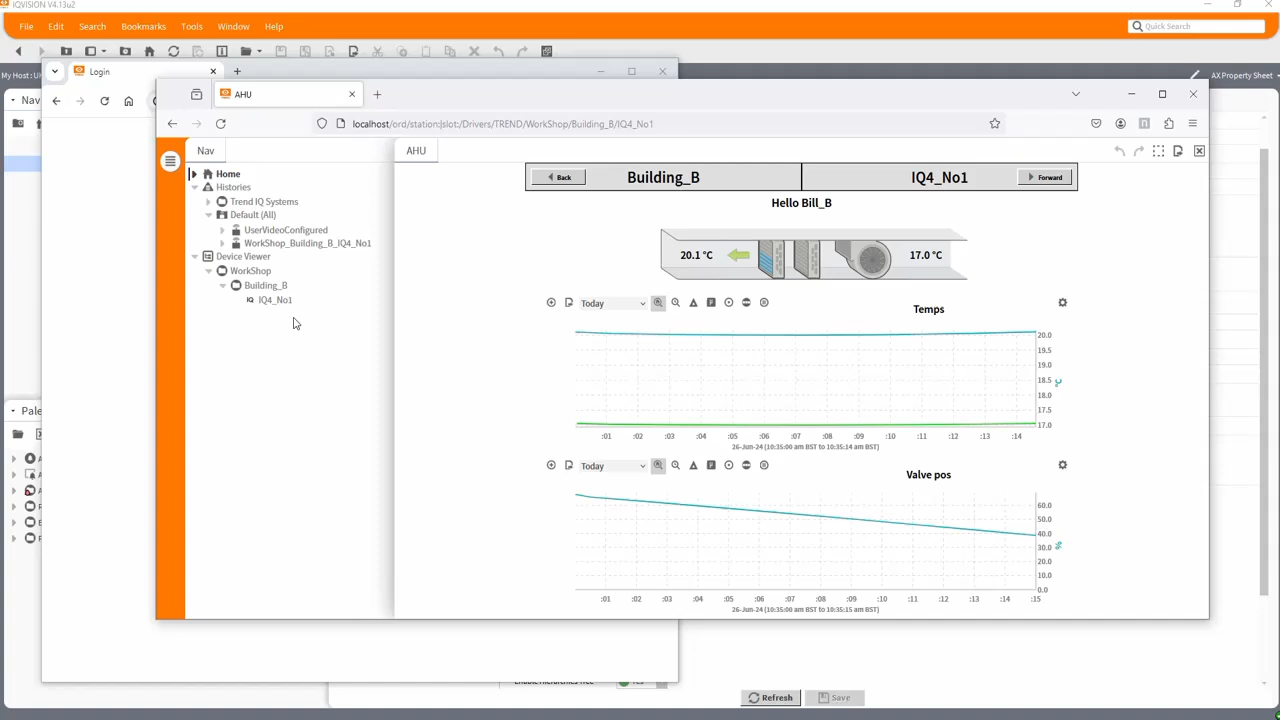 IQVISION V4.13u2
File Edit Search Bookmarks Tools Window Help
Quick Search
My Host : UK
AX Property Sheet
Login
Nav
AHU
localhost/ord/station:|slot:/Drivers/TREND/WorkShop/Building_B/IQ4_No1
Nav
Home
Histories
Trend IQ Systems
Default (All)
UserVideoConfigured
WorkShop_Building_B_IQ4_No1
Device Viewer
WorkShop
Building_B
IQ IQ4_No1
AHU
Back Building_B IQ4_No1 Forward
Hello Bill_B
20.1 °C 17.0 °C
Today
Temps
20.0
19.5
19.0
18.5
18.0
17.5
17.0
°C
:01 :02 :03 :04 :05 :06 :07 :08 :09 :10 :11 :12 :13 :14
26-Jun-24 (10:35:00 am BST to 10:35:14 am BST)
Today
Valve pos
60.0
50.0
40.0
30.0
20.0
10.0
0.0
%
:01 :02 :03 :04 :05 :06 :07 :08 :09 :10 :11 :12 :13 :14 :15
26-Jun-24 (10:35:00 am BST to 10:35:15 am BST)
Pale
Refresh Save